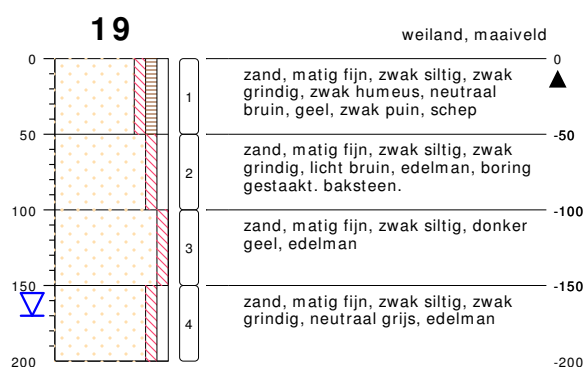 19
weiland, maaiveld
0
0
zand, matig fijn, zwak siltig, zwak
grindig, zwak humeus, neutraal
bruin, geel, zwak puin, schep
1
50
-50
zand, matig fijn, zwak siltig, zwak
grindig, licht bruin, edelman, boring
gestaakt. baksteen.
2
100
-100
zand, matig fijn, zwak siltig, donker
geel, edelman
3
150
-150
zand, matig fijn, zwak siltig, zwak
grindig, neutraal grijs, edelman
4
200
-200